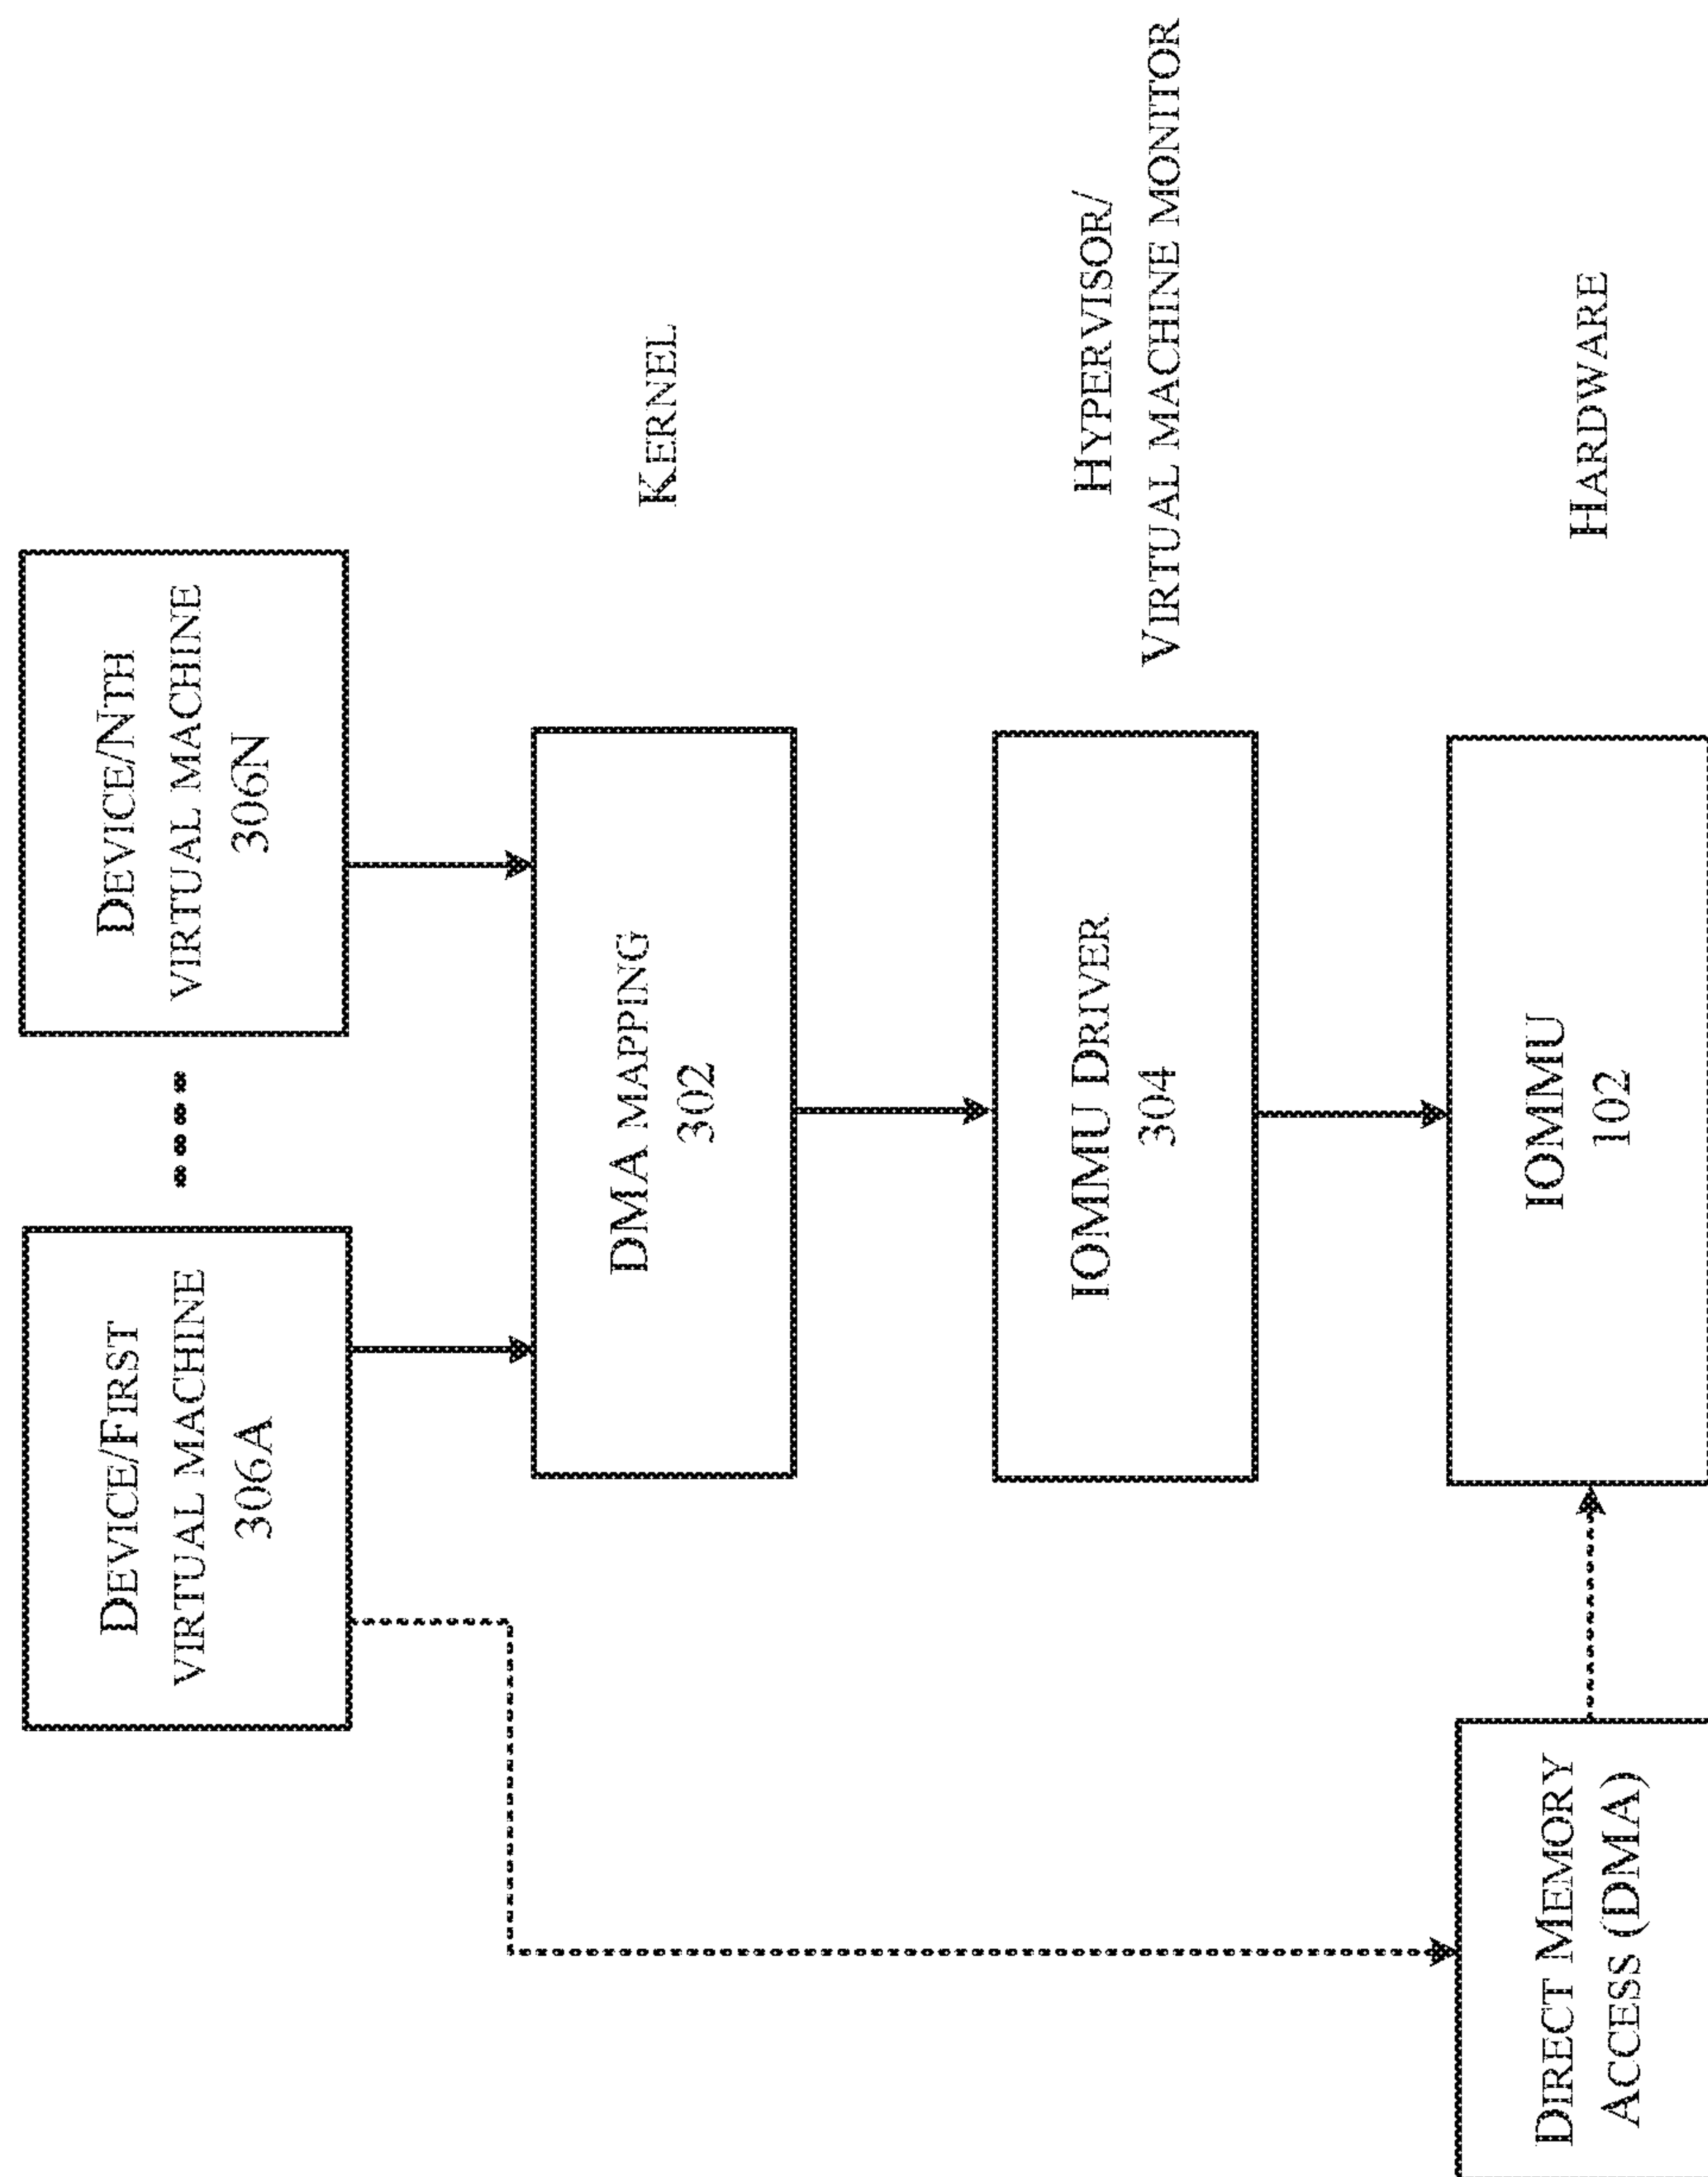 Device/First
virtual machine
306A
Device/Nth
virtual machine
306N
DMA mapping
302
Kernel
IOMMU Driver
304
Hypervisor/
Virtual machine monitor
Direct Memory
Access (DMA)
IOMMU
102
Hardware